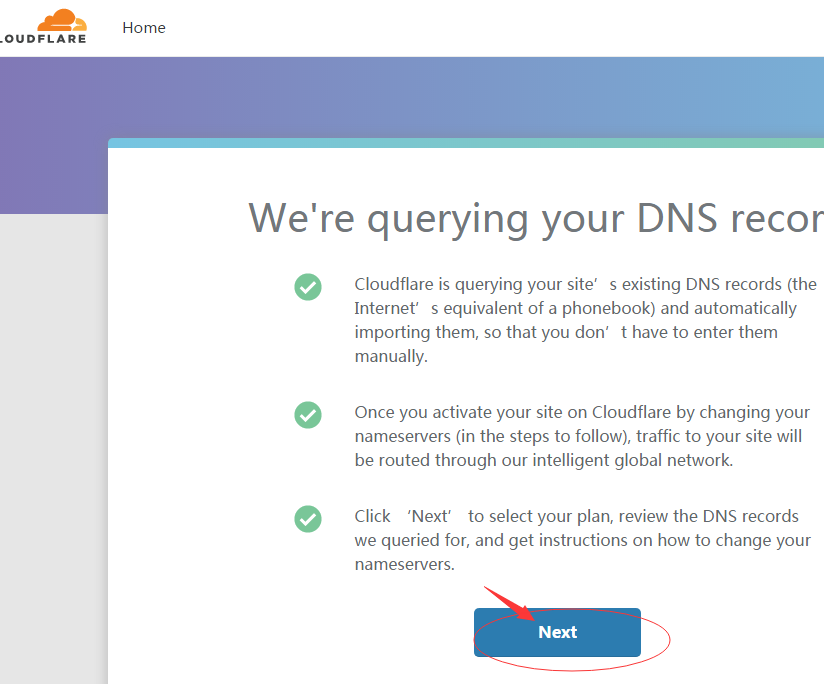 LOUDFLARE
Home
We're querying your DNS recor
Cloudflare is querying your site’s existing DNS records (the
Internet’s equivalent of a phonebook) and automatically
importing them, so that you don’t have to enter them
manually.
Once you activate your site on Cloudflare by changing your
nameservers (in the steps to follow), traffic to your site will
be routed through our intelligent global network.
Click ‘Next’ to select your plan, review the DNS records
we queried for, and get instructions on how to change your
nameservers.
Next